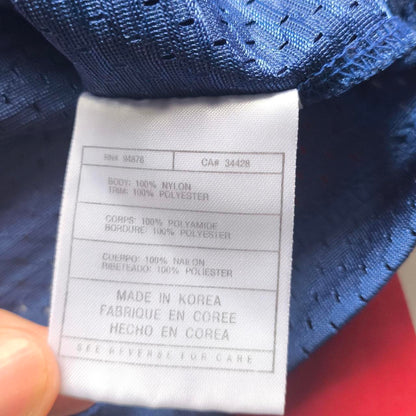 RN# 94876 CA# 34428
BODY: 100% NYLON
TRIM: 100% POLYESTER
CORPS: 100% POLYAMIDE
BORDURE: 100% POLYESTER
CUERPO: 100% NAILON
RIBETEADO: 100% POLIESTER
MADE IN KOREA
FABRIQUE EN COREE
HECHO EN COREA
SEE REVERSE FOR CARE